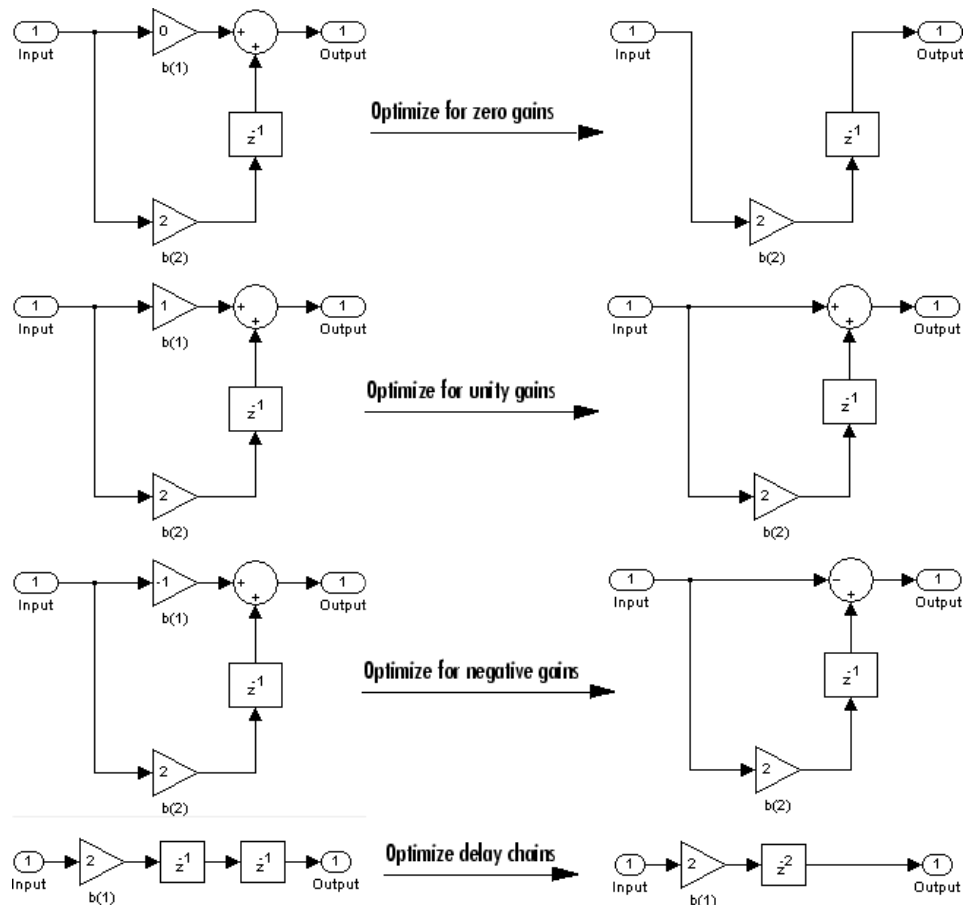 1 0 + + 1
Input b(1) Output
z^-1
2
b(2)
Optimize for zero gains
1 1
Input Output
z^-1
2
b(2)
1 1 + + 1
Input b(1) Output
z^-1
2
b(2)
Optimize for unity gains
1 + + 1
Input Output
z^-1
2
b(2)
1 -1 + + 1
Input b(1) Output
z^-1
2
b(2)
Optimize for negative gains
1 − + 1
Input Output
z^-1
2
b(2)
1 2 z^-1 z^-1 1
Input b(1) Output
Optimize delay chains
1 2 z^-2 1
Input b(1) Output